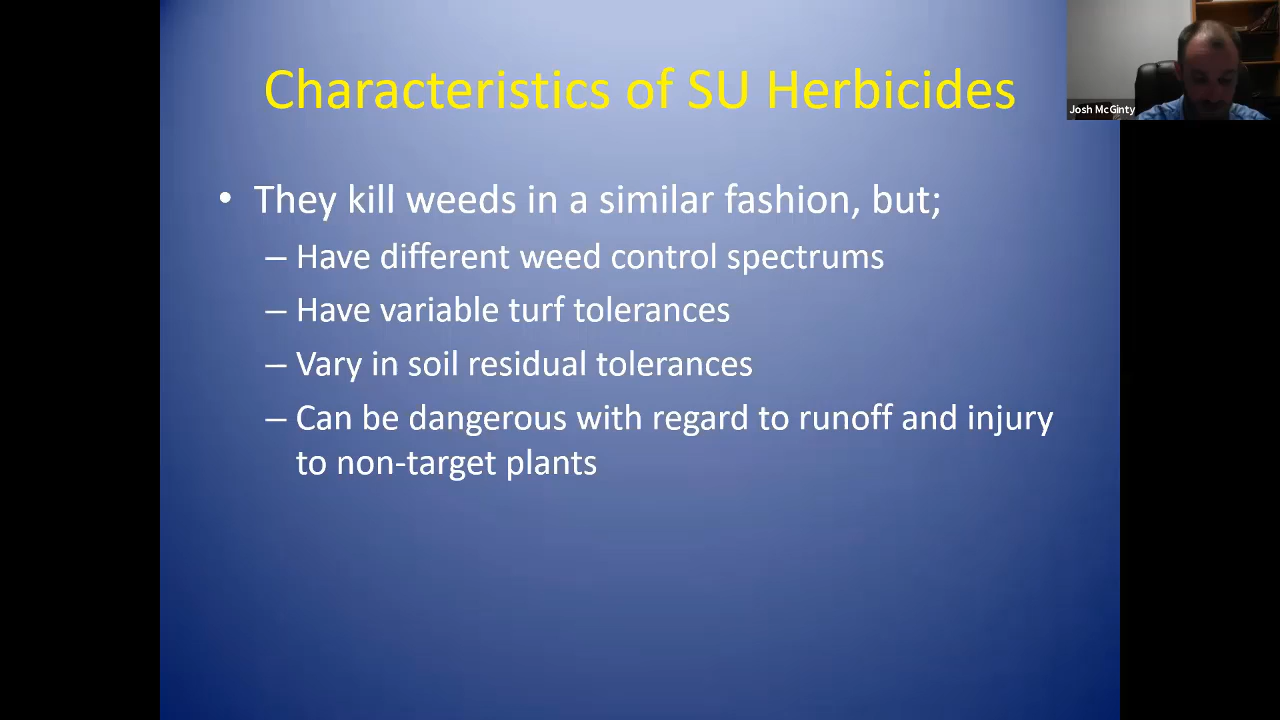 Characteristics of SU Herbicides
Josh McGinty
• They kill weeds in a similar fashion, but;
– Have different weed control spectrums
– Have variable turf tolerances
– Vary in soil residual tolerances
– Can be dangerous with regard to runoff and injury
to non-target plants